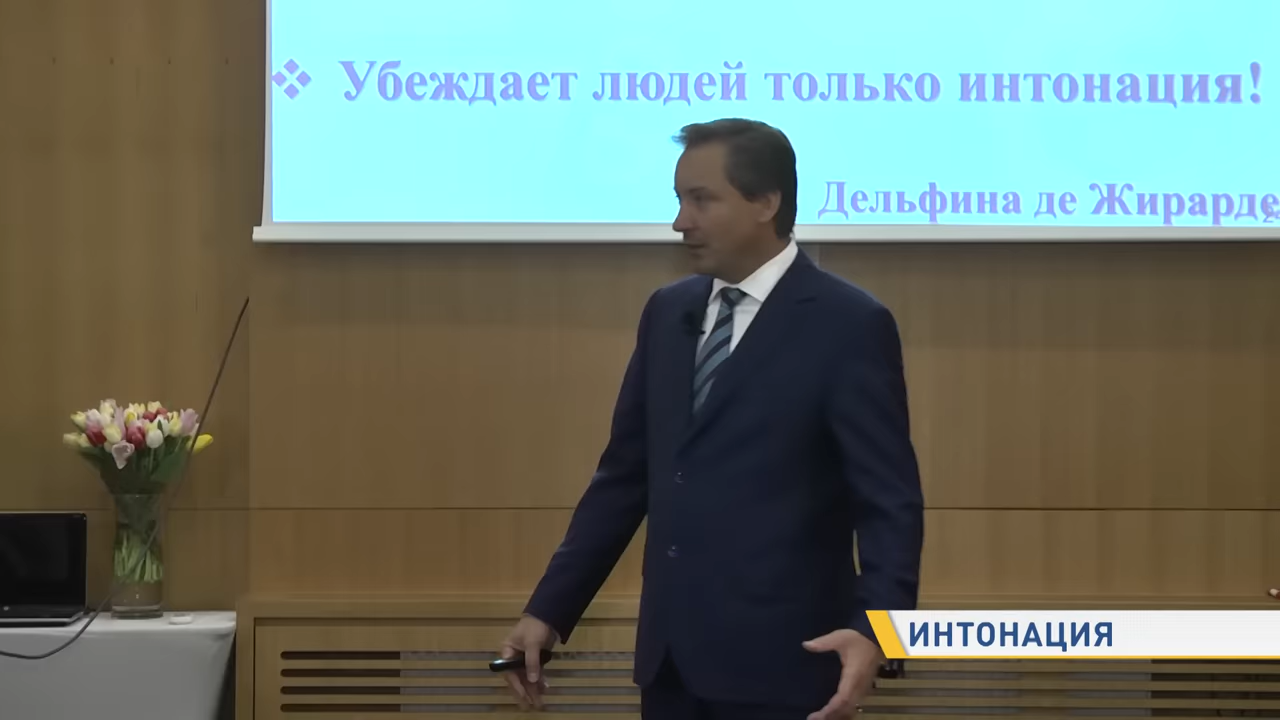 ❖ Убеждает людей только интонация!
Дельфина де Жирарде
ИНТОНАЦИЯ